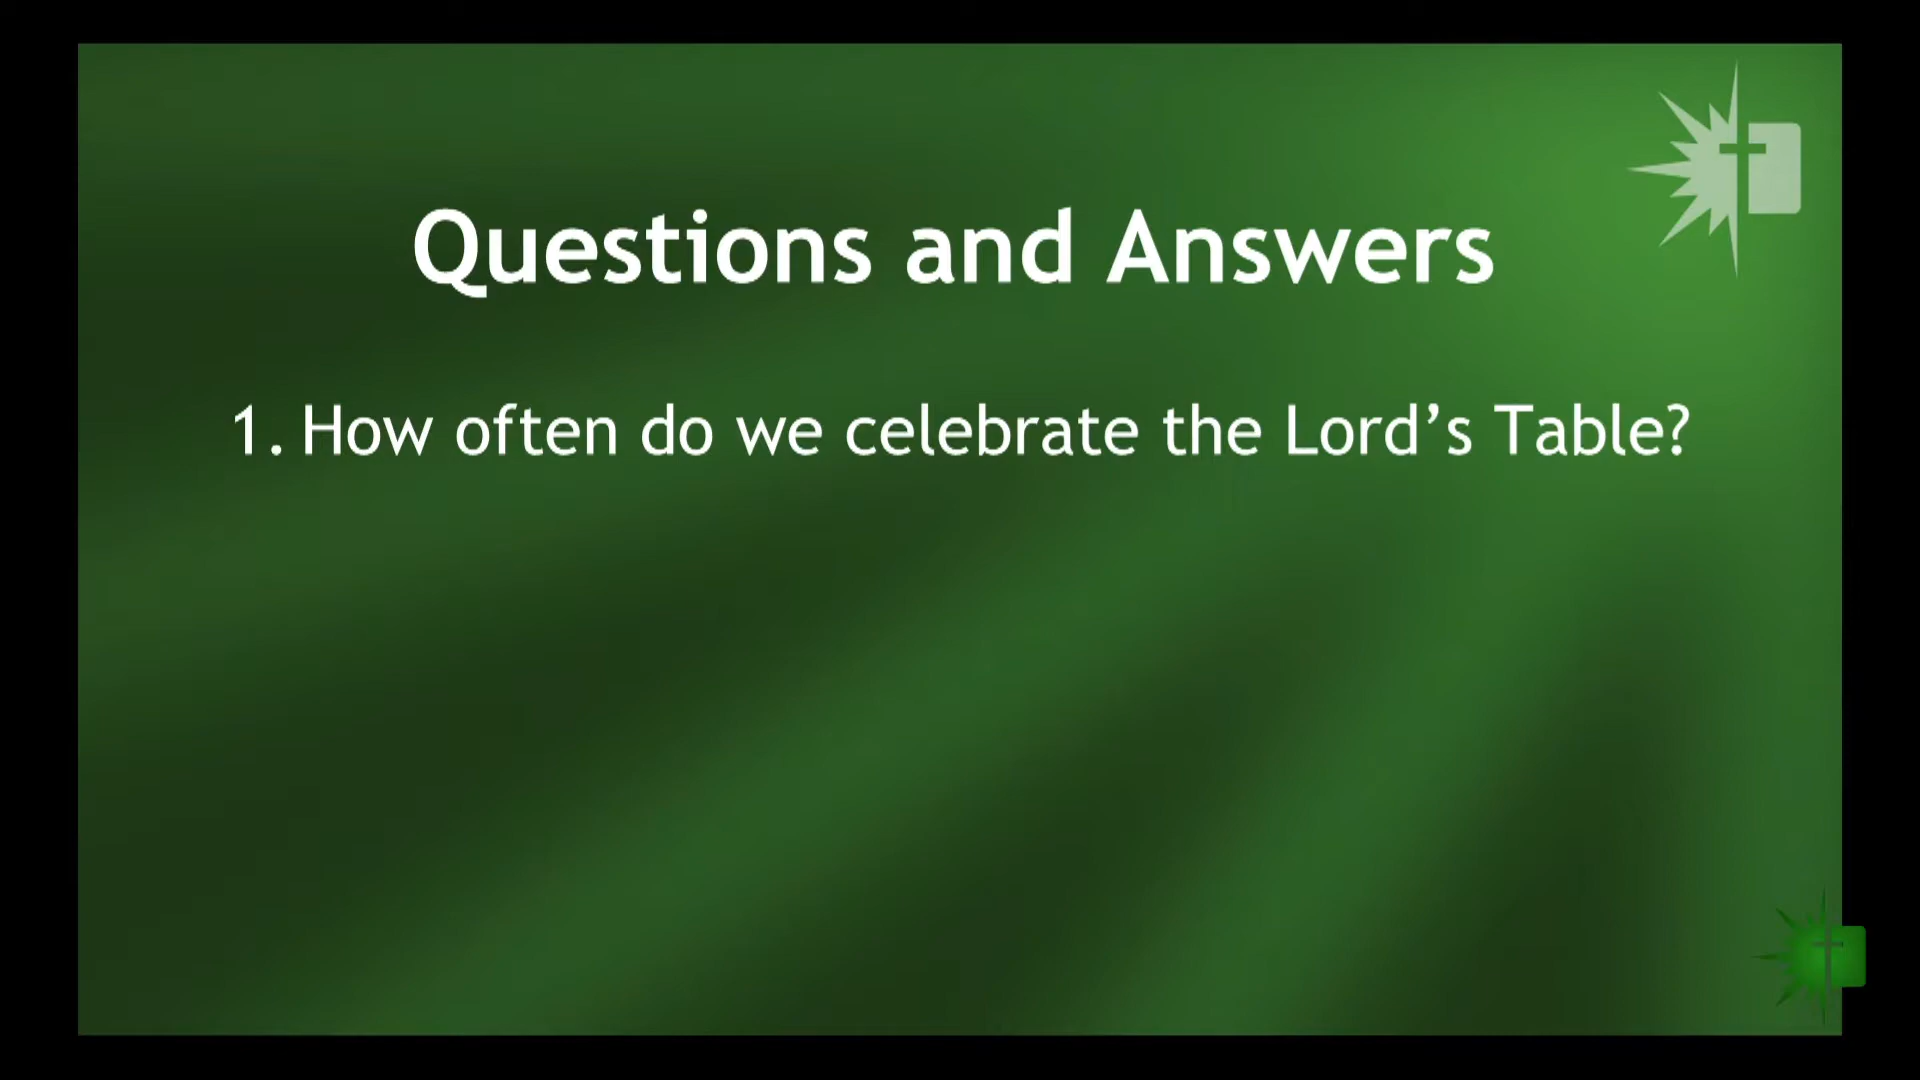 Questions and Answers
1. How often do we celebrate the Lord’s Table?